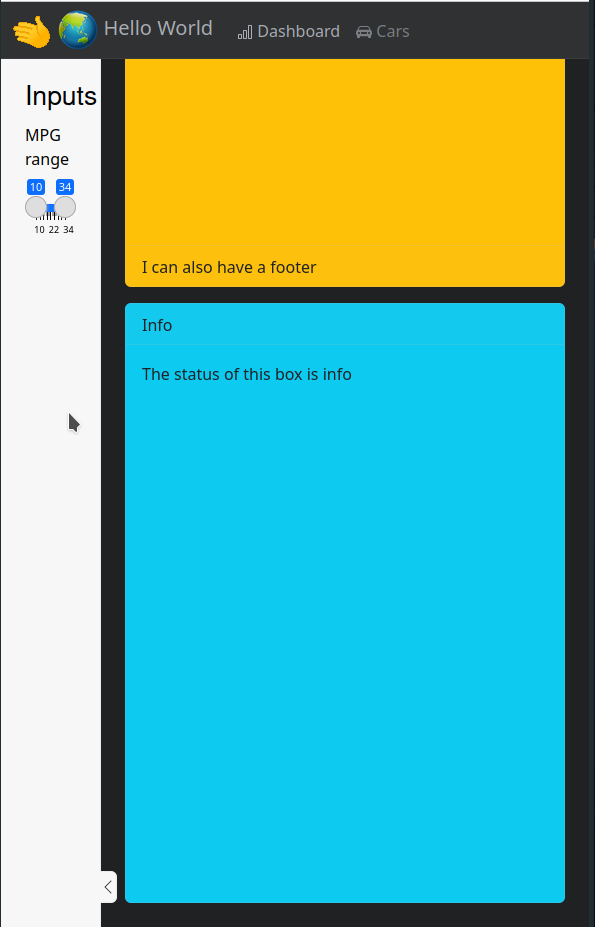 Hello World
Dashboard
Cars
Inputs
MPG
range
10 34
10 22 34
I can also have a footer
Info
The status of this box is info